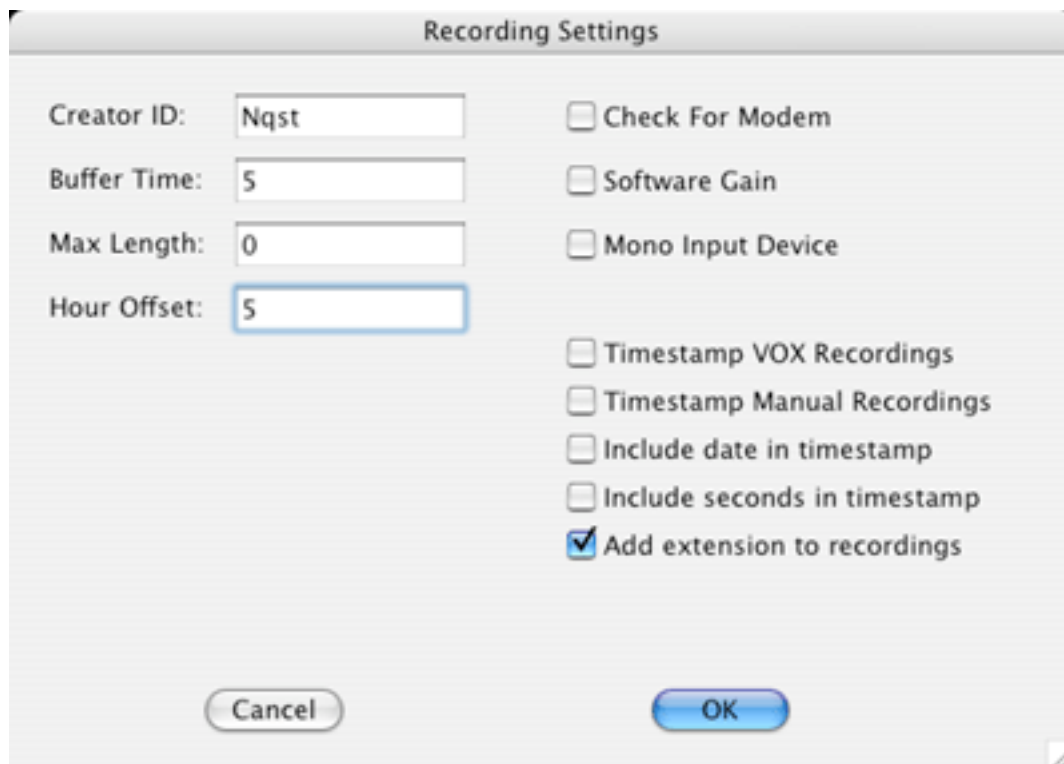 Recording Settings
Creator ID: Nqst
Buffer Time: 5
Max Length: 0
Hour Offset: 5
Check For Modem
Software Gain
Mono Input Device
Timestamp VOX Recordings
Timestamp Manual Recordings
Include date in timestamp
Include seconds in timestamp
Add extension to recordings
Cancel
OK